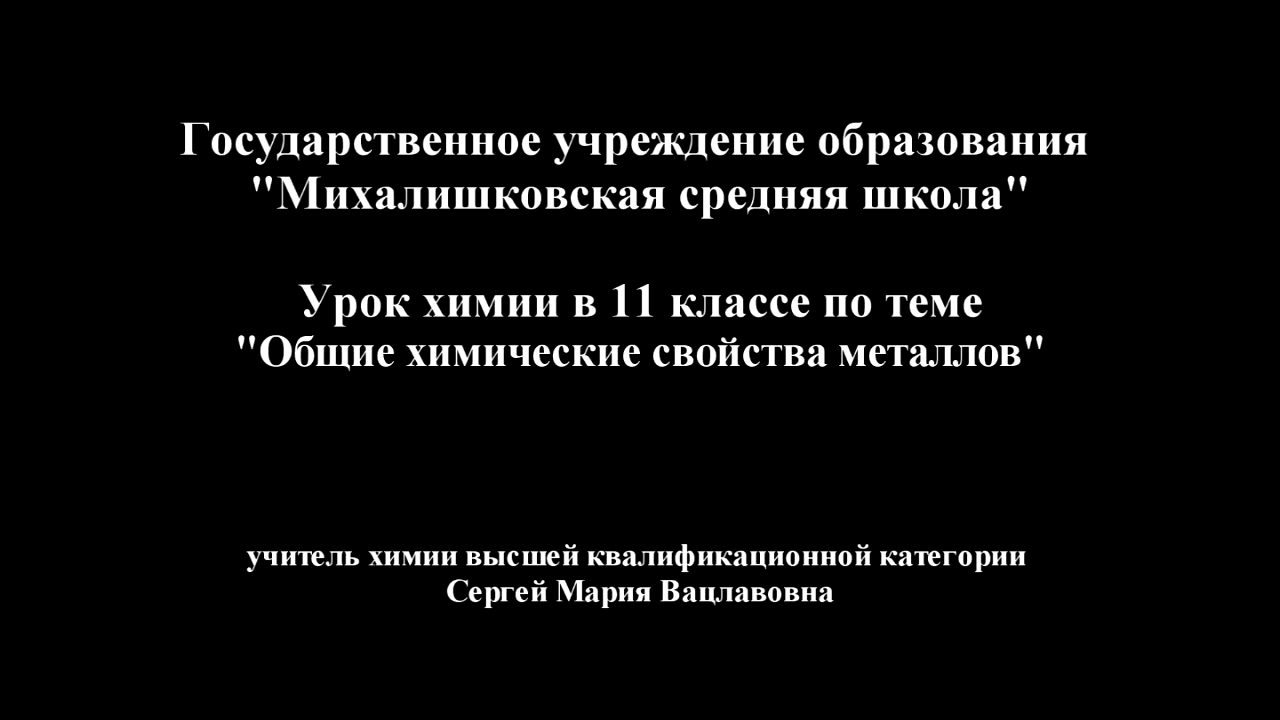 Государственное учреждение образования
"Михалишковская средняя школа"
Урок химии в 11 классе по теме
"Общие химические свойства металлов"
учитель химии высшей квалификационной категории
Сергей Мария Вацлавовна